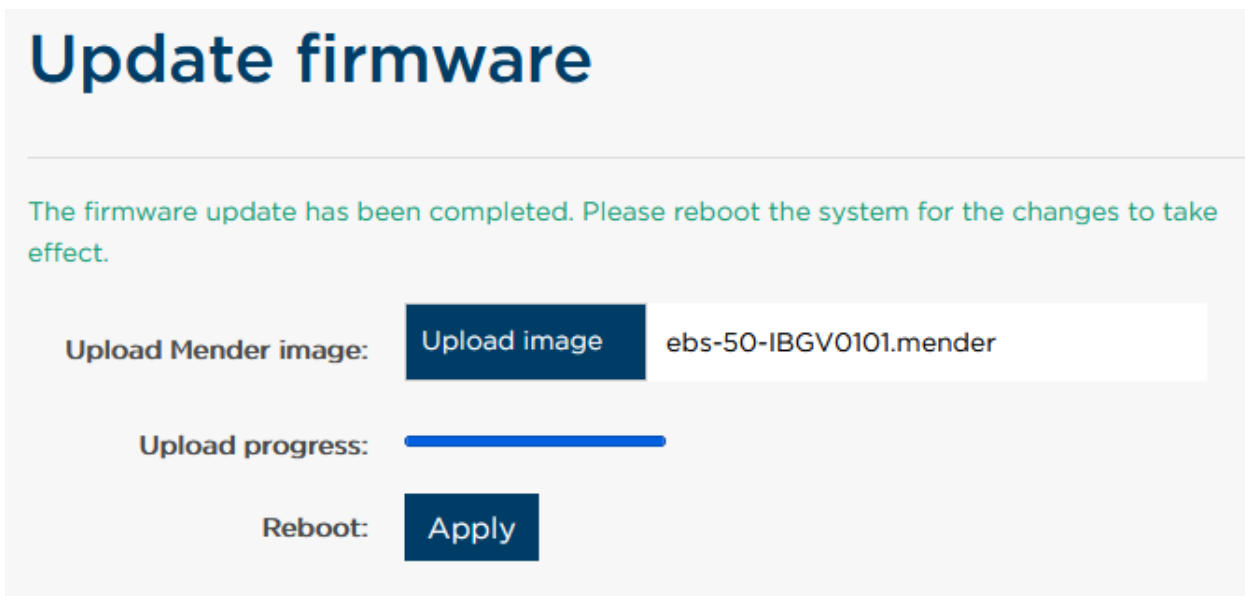 Update firmware
The firmware update has been completed. Please reboot the system for the changes to take
effect.
Upload Mender image: Upload image ebs-50-IBGV0101.mender
Upload progress:
Reboot: Apply